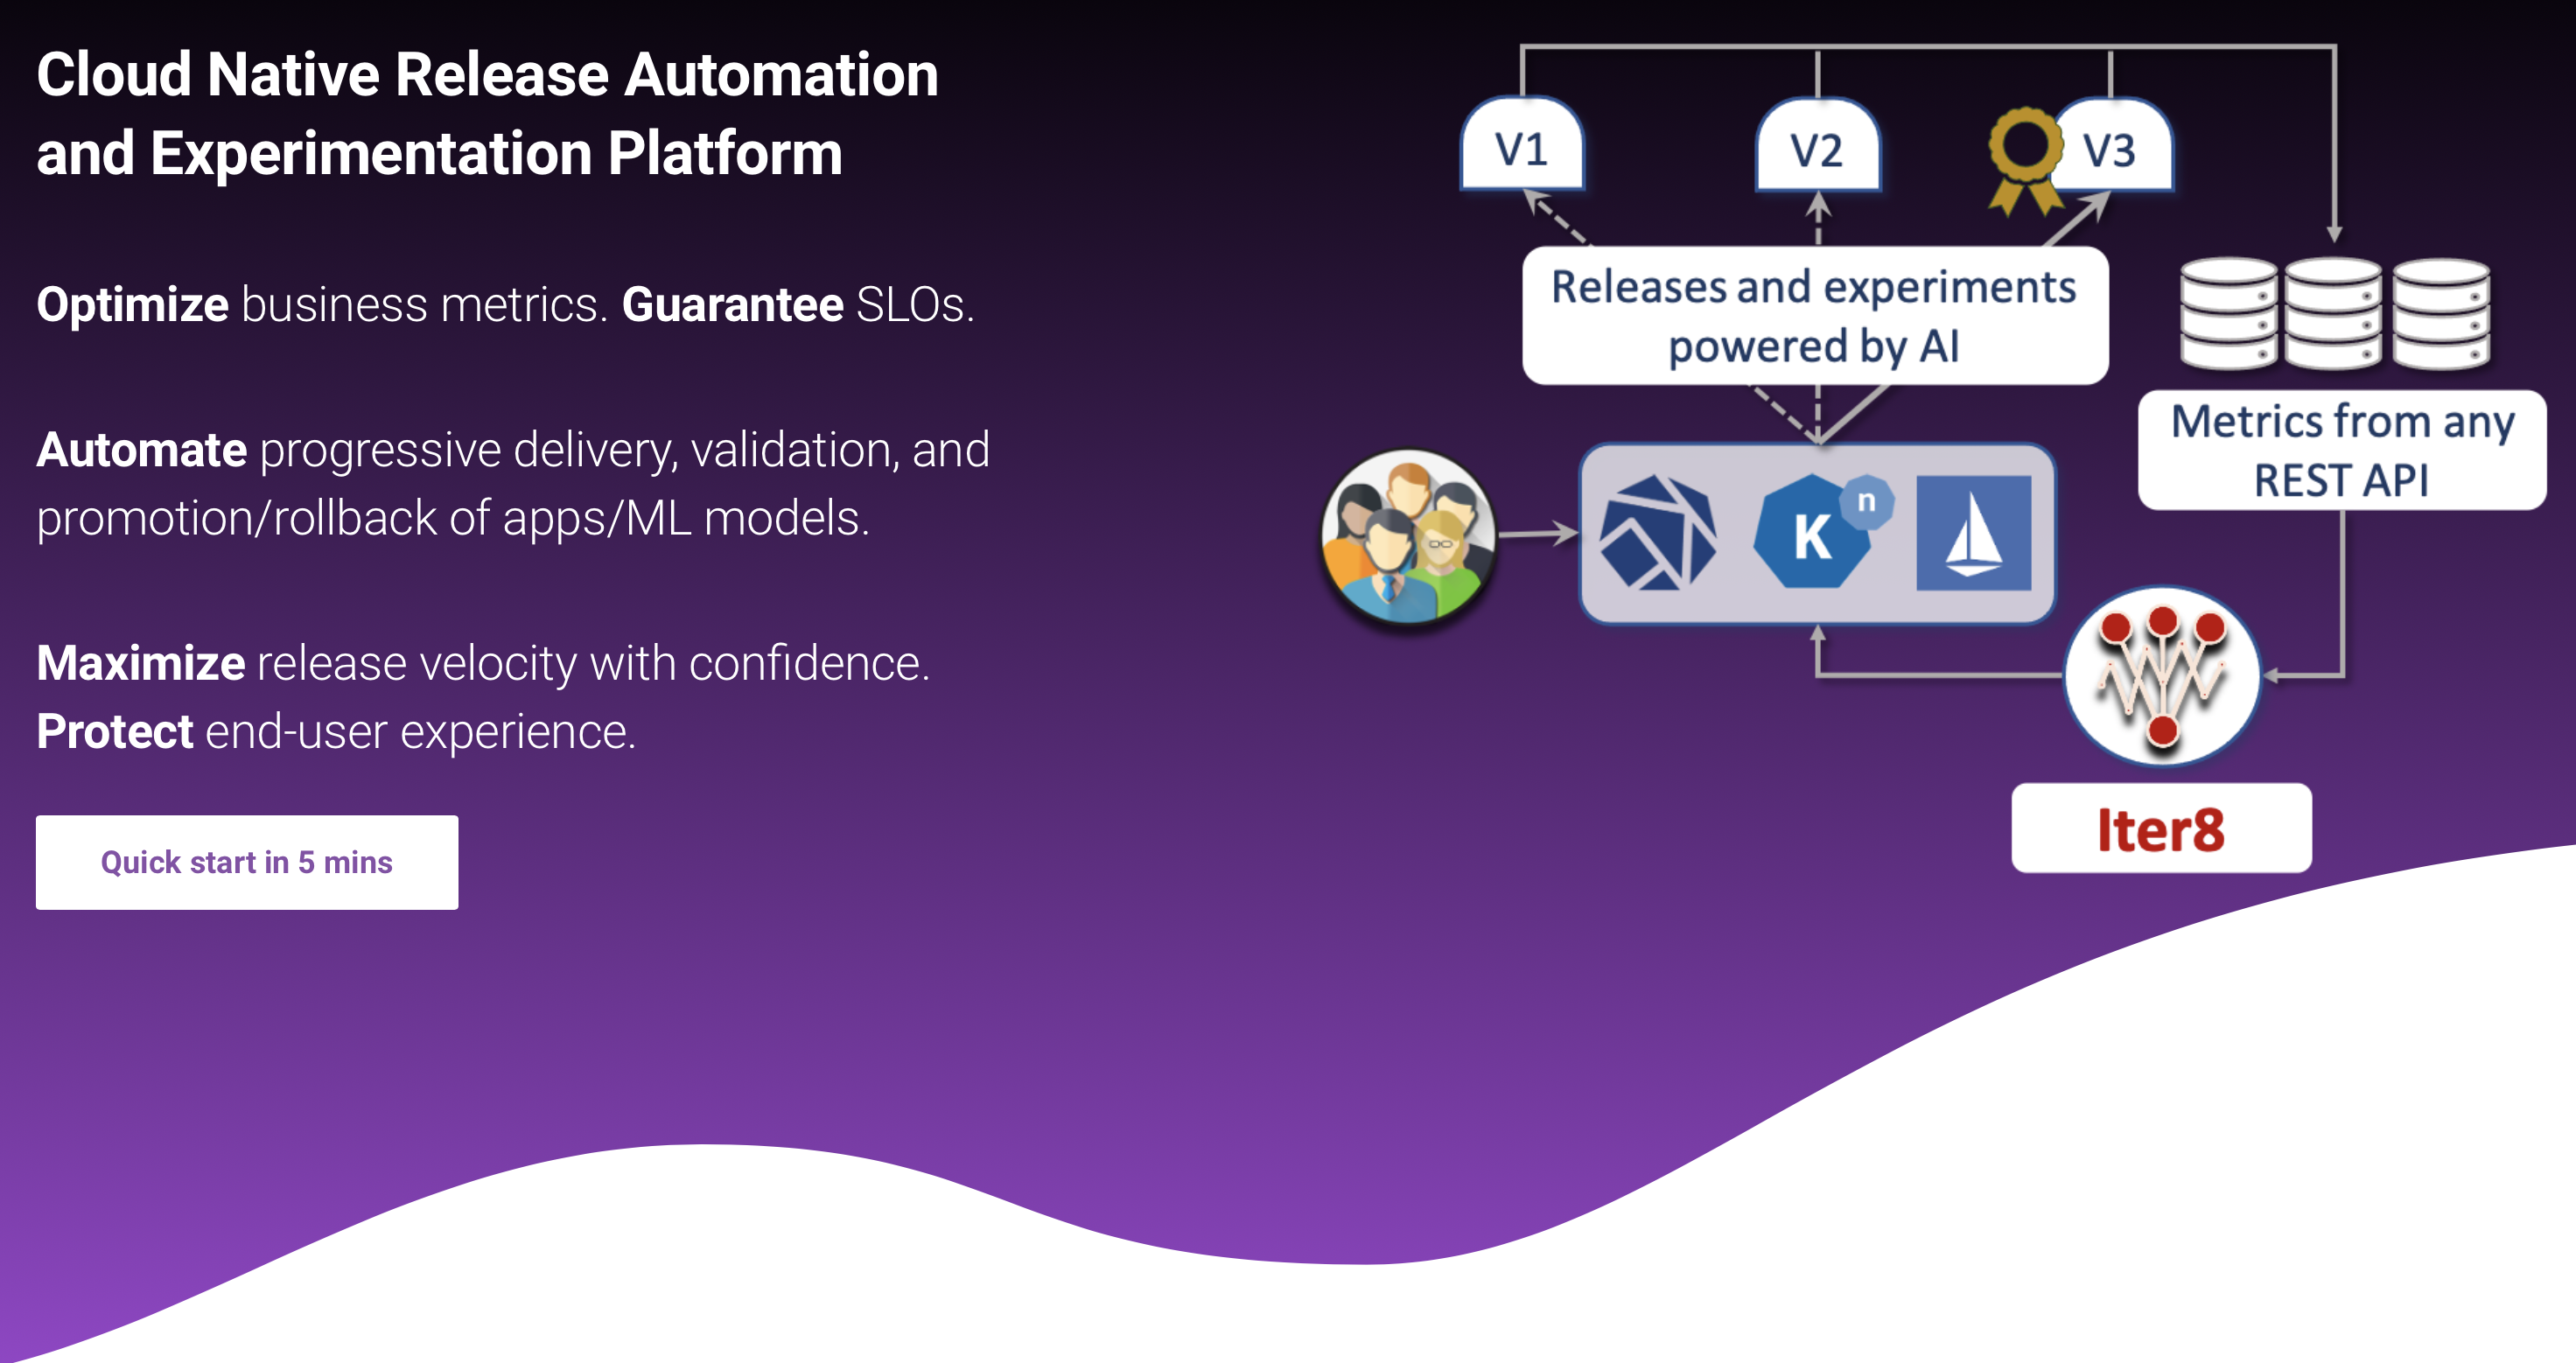 Cloud Native Release Automation
and Experimentation Platform
Optimize business metrics. Guarantee SLOs.
Automate progressive delivery, validation, and
promotion/rollback of apps/ML models.
Maximize release velocity with confidence.
Protect end-user experience.
Quick start in 5 mins
V1
V2
V3
Releases and experiments
powered by AI
Metrics from any
REST API
K
n
Iter8